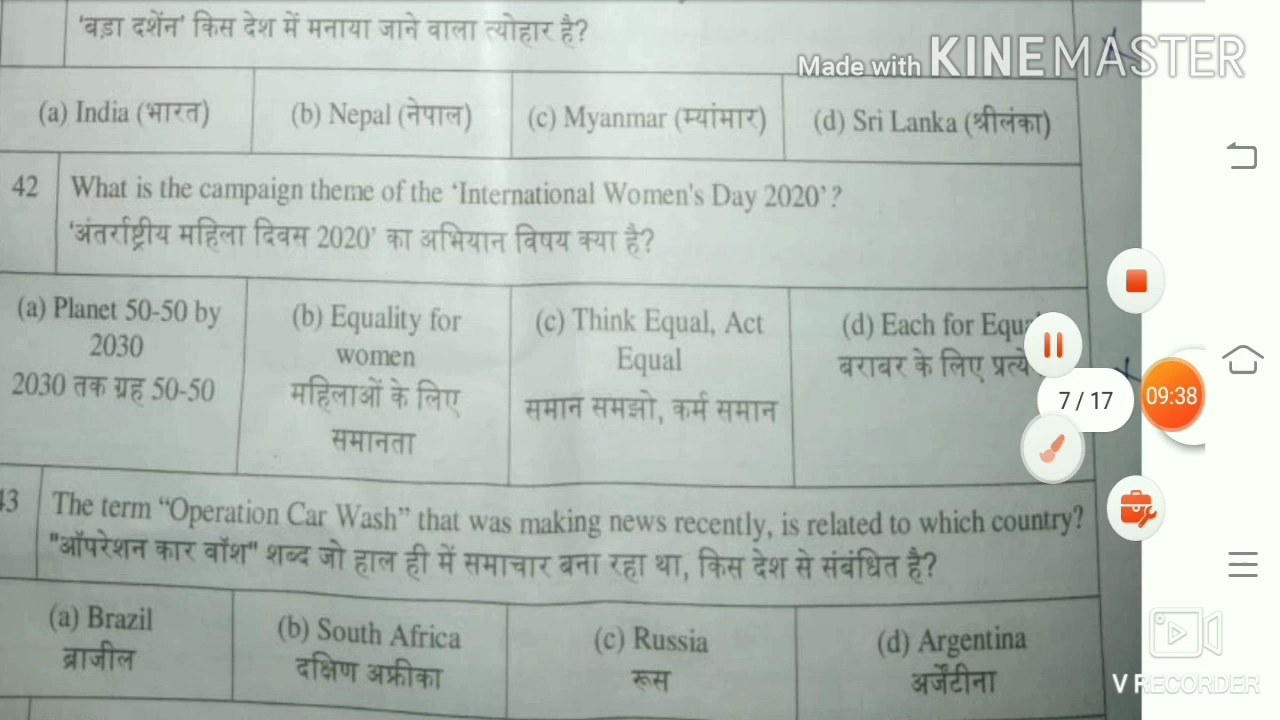 'बड़ा दशेंन' किस देश में मनाया जाने वाला त्योहार है?
Made with KINEMASTER
(a) India (भारत) (b) Nepal (नेपाल) (c) Myanmar (म्यांमार) (d) Sri Lanka (श्रीलंका)
42 What is the campaign theme of the 'International Women's Day 2020'?
'अंतर्राष्ट्रीय महिला दिवस 2020' का अभियान विषय क्या है?
(a) Planet 50-50 by
2030
2030 तक ग्रह 50-50
(b) Equality for
women
महिलाओं के लिए
समानता
(c) Think Equal, Act
Equal
समान समझो, कर्म समान
(d) Each for
बराबर के लिए
7 / 17
09:38
The term “Operation Car Wash” that was making news recently, is related to which country?
"ऑपरेशन कार वॉश" शब्द जो हाल ही में समाचार बना रहा था, किस देश से संबंधित है?
(a) Brazil
ब्राजील
(b) South Africa
दक्षिण अफ्रीका
(c) Russia
रूस
(d) Argentina
अर्जेंटीना
V RECORDER